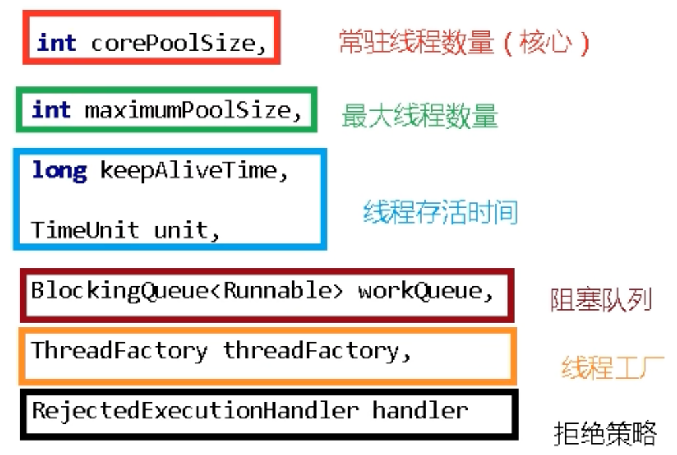 int corePoolSize,
常驻线程数量（核心）
int maximumPoolSize,
最大线程数量
long keepAliveTime,
线程存活时间
TimeUnit unit,
BlockingQueue<Runnable> workQueue,
阻塞队列
ThreadFactory threadFactory,
线程工厂
RejectedExecutionHandler handler
拒绝策略